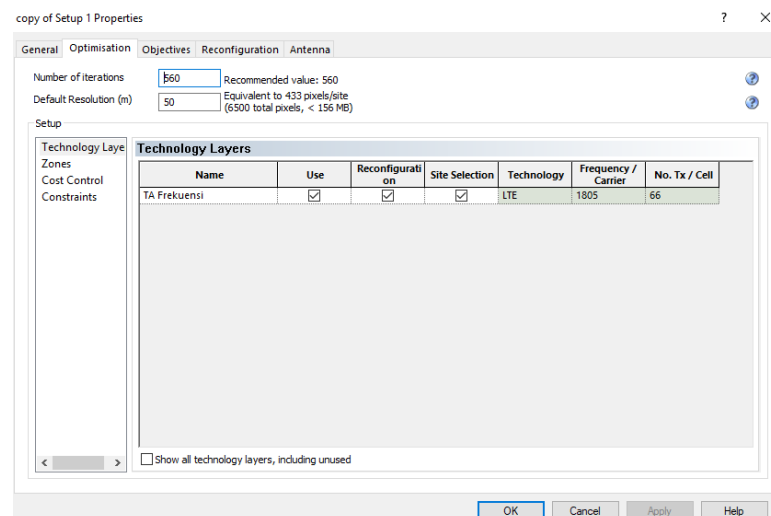 copy of Setup 1 Properties ? X
General Optimisation Objectives Reconfiguration Antenna
Number of iterations 560 Recommended value: 560
Default Resolution (m) 50 Equivalent to 433 pixels/site
(6500 total pixels, < 156 MB)
Setup
Technology Laye
Zones
Cost Control
Constraints
Technology Layers
Name Use Reconfigurati on Site Selection Technology Frequency / Carrier No. Tx / Cell
TA Frekuensi LTE 1805 66
Show all technology layers, including unused
OK Cancel Apply Help